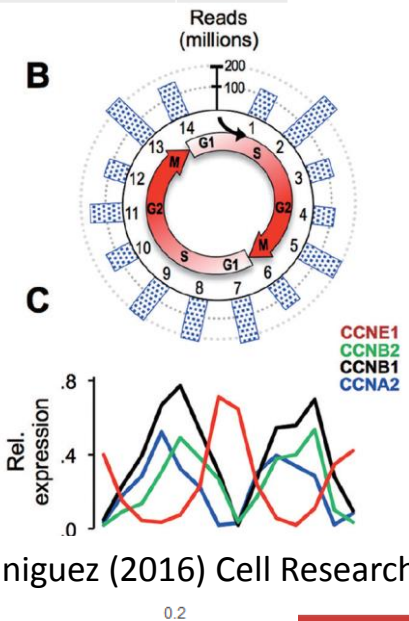 Reads
(millions)
B
200
100
14
1
2
3
4
5
6
7
8
9
10
11
12
13
G1
S
G2
M
G1
S
G2
M
C
CCNE1
CCNB2
CCNB1
CCNA2
.8
.4
.0
Rel.
expression
niguez (2016) Cell Research
0.2